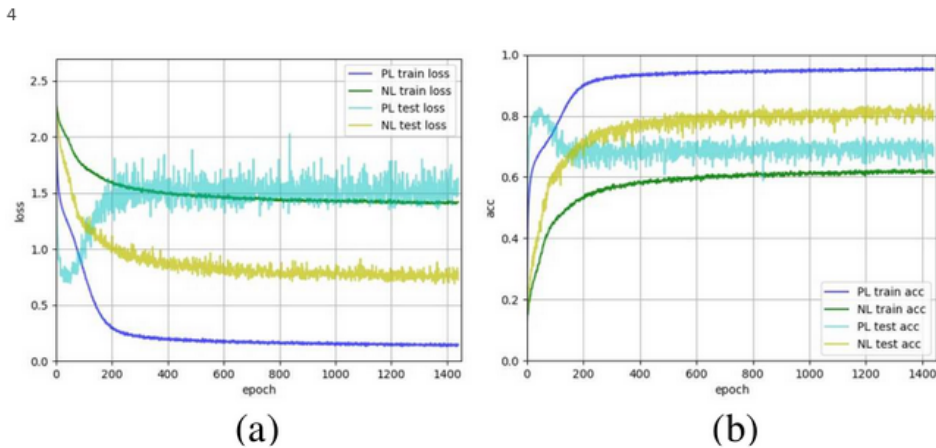 4
2.5
2.0
1.5
1.0
0.5
0.0
loss
0 200 400 600 800 1000 1200 1400
epoch
PL train loss
NL train loss
PL test loss
NL test loss
(a)
1.0
0.8
0.6
0.4
0.2
0.0
acc
0 200 400 600 800 1000 1200 1400
epoch
PL train acc
NL train acc
PL test acc
NL test acc
(b)